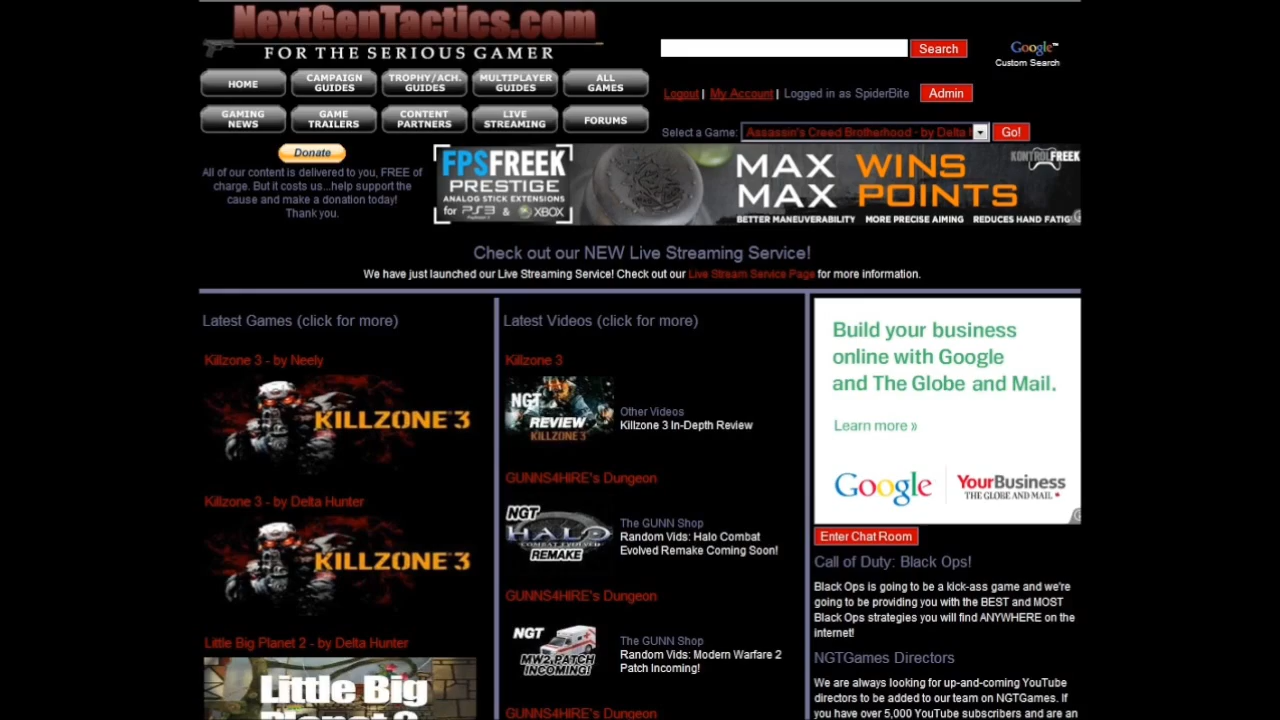 NextGenTactics.com
FOR THE SERIOUS GAMER
Search
Google™
Custom Search
HOME
CAMPAIGN
GUIDES
TROPHY/ACH.
GUIDES
MULTIPLAYER
GUIDES
ALL
GAMES
Logout | My Account | Logged in as SpiderBite
Admin
GAMING
NEWS
GAME
TRAILERS
CONTENT
PARTNERS
LIVE
STREAMING
FORUMS
Select a Game:
Assassin's Creed Brotherhood - by Delta
Go!
Donate
All of our content is delivered to you, FREE of
charge. But it costs us...help support the
cause and make a donation today!
Thank you.
FPSFREEK
PRESTIGE
ANALOG STICK EXTENSIONS
for PS3 & XBOX
MAX WINS
MAX POINTS
KONTROLFREEK
BETTER MANEUVERABILITY MORE PRECISE AIMING REDUCES HAND FATIG
Check out our NEW Live Streaming Service!
We have just launched our Live Streaming Service! Check out our Live Stream Service Page for more information.
Latest Games (click for more)
Killzone 3 - by Neely
KILLZONE 3
Killzone 3 - by Delta Hunter
KILLZONE 3
Little Big Planet 2 - by Delta Hunter
Little Big
Planet 2
Latest Videos (click for more)
Killzone 3
NGT
REVIEW
KILLZONE 3
Other Videos
Killzone 3 In-Depth Review
GUNNS4HIRE's Dungeon
NGT
HALO
COMBAT EVOLVED
REMAKE
The GUNN Shop
Random Vids: Halo Combat
Evolved Remake Coming Soon!
GUNNS4HIRE's Dungeon
NGT
MW2 PATCH
INCOMING!
The GUNN Shop
Random Vids: Modern Warfare 2
Patch Incoming!
GUNNS4HIRE's Dungeon
Build your business
online with Google
and The Globe and Mail.
Learn more »
Google
YourBusiness
THE GLOBE AND MAIL
Enter Chat Room
Call of Duty: Black Ops!
Black Ops is going to be a kick-ass game and we're
going to be providing you with the BEST and MOST
Black Ops strategies you will find ANYWHERE on the
internet!
NGTGames Directors
We are always looking for up-and-coming YouTube
directors to be added to our team on NGTGames. If
you have over 5,000 YouTube subscribers and are an